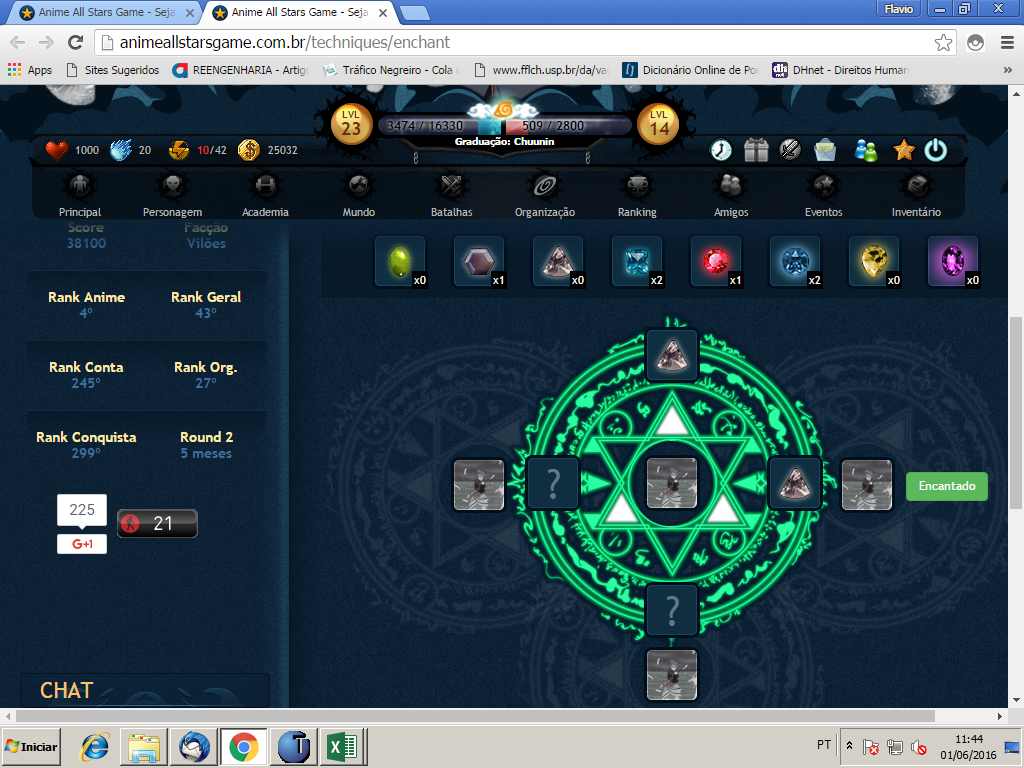 Anime All Stars Game - Seja
Anime All Stars Game - Seja
Flavio
animeallstarsgame.com.br/techniques/enchant
Apps
Sites Sugeridos
REENGENHARIA - Artig
Tráfico Negreiro - Cola
www.fflch.usp.br/da/va
Dicionário Online de Por
DHnet - Direitos Human
»
LVL 23
3474 / 16330
509 / 2800
LVL 14
Graduação: Chuunin
1000
20
10/42
25032
Principal
Personagem
Academia
Mundo
Batalhas
Organização
Ranking
Amigos
Eventos
Inventário
Score
38100
Facção
Vilões
Rank Anime
4º
Rank Geral
43º
Rank Conta
245º
Rank Org.
27º
Rank Conquista
299º
Round 2
5 meses
225
G+1
21
x0
x1
x0
x2
x1
x2
x0
x0
?
?
Encantado
CHAT
Iniciar
PT
11:44
01/06/2016